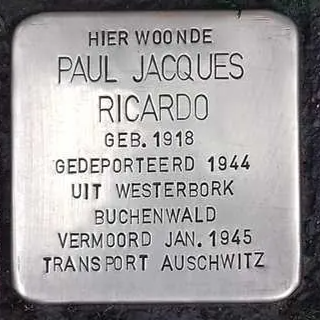 HIER WOONDE
PAUL JACQUES
RICARDO
GEB. 1918
GEDEPORTEERD 1944
UIT WESTERBORK
BUCHENWALD
VERMOORD JAN. 1945
TRANSPORT AUSCHWITZ